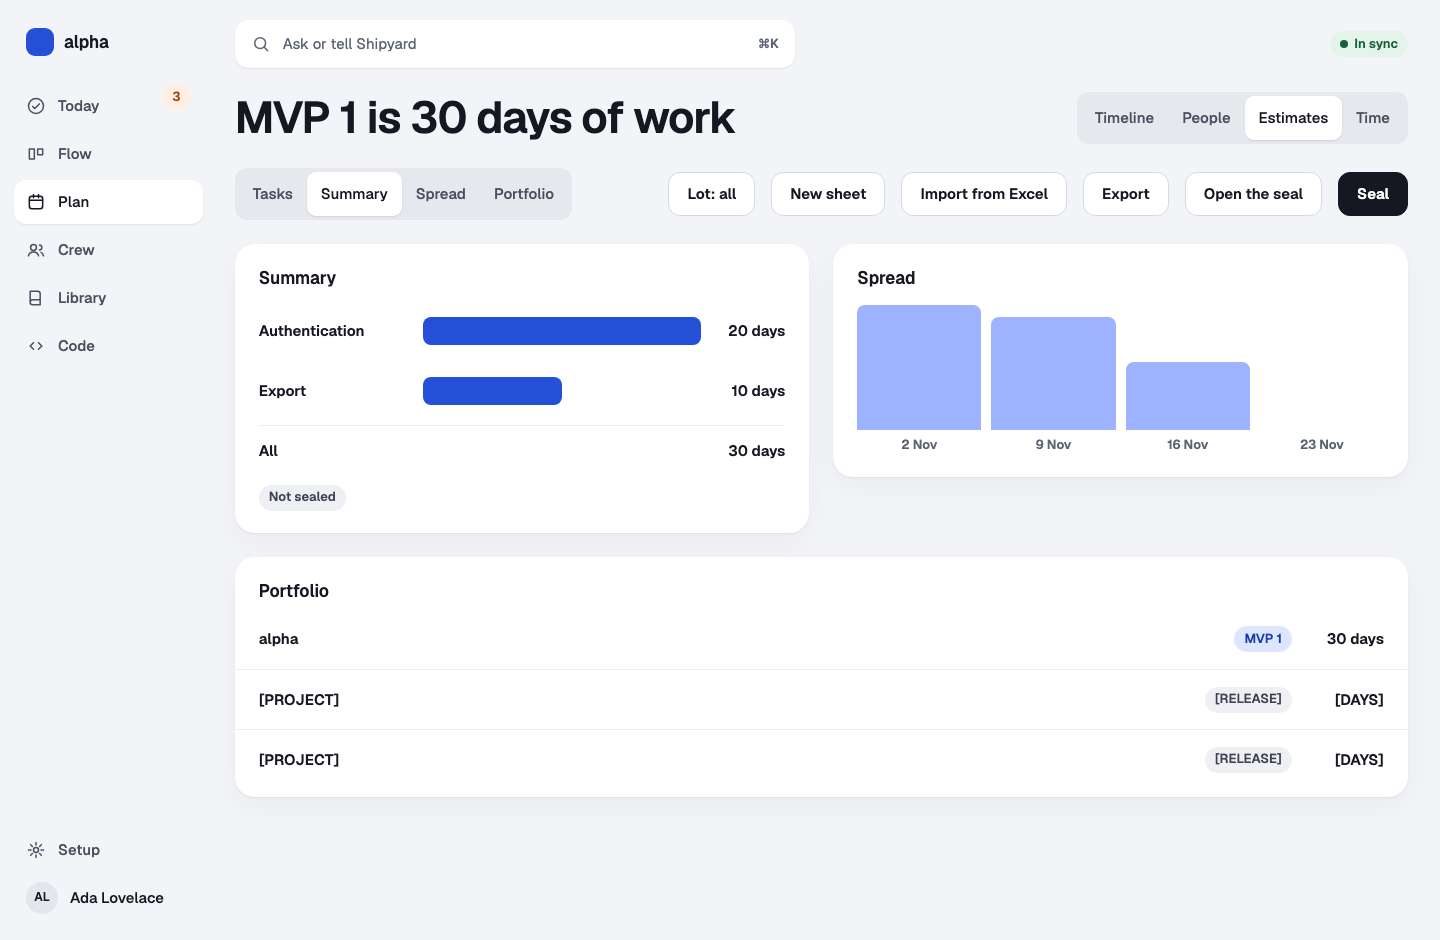 alpha
Ask or tell Shipyard
⌘K
In sync
Today
3
Flow
Plan
Crew
Library
Code
Setup
AL
Ada Lovelace
MVP 1 is 30 days of work
Timeline
People
Estimates
Time
Tasks
Summary
Spread
Portfolio
Lot: all
New sheet
Import from Excel
Export
Open the seal
Seal
Summary
Authentication
20 days
Export
10 days
All
30 days
Not sealed
Spread
2 Nov
9 Nov
16 Nov
23 Nov
Portfolio
alpha
MVP 1
30 days
[PROJECT]
[RELEASE]
[DAYS]
[PROJECT]
[RELEASE]
[DAYS]